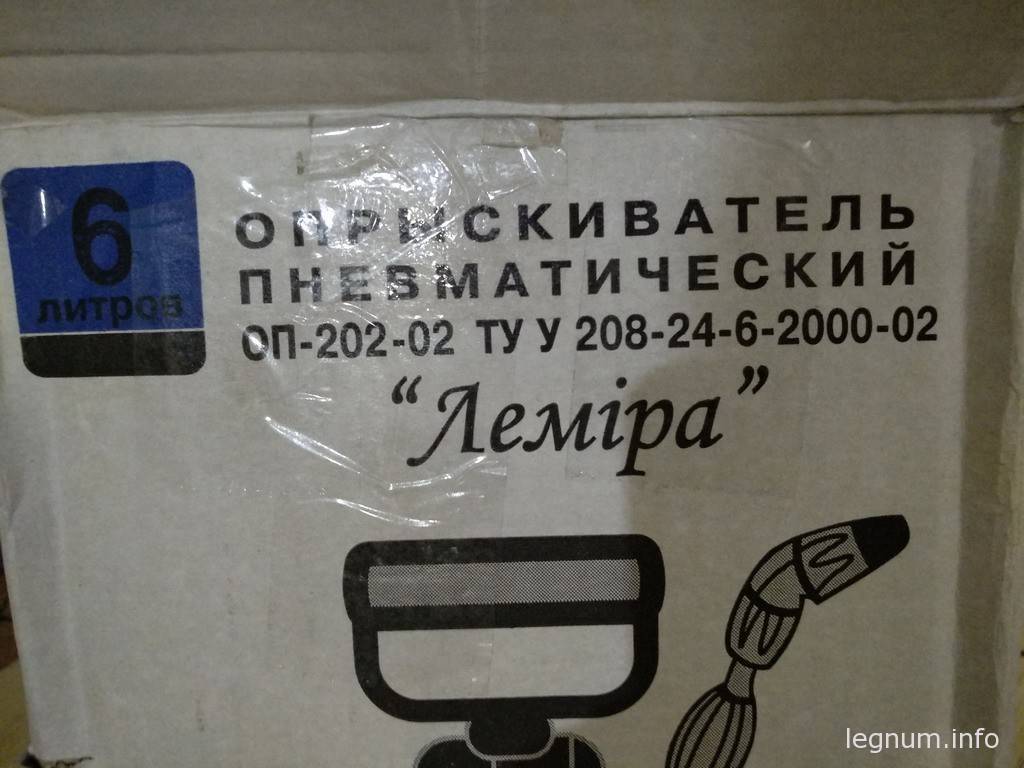 6
литров
ОПРЫСКИВАТЕЛЬ
ПНЕВМАТИЧЕСКИЙ
ОП-202-02 ТУ У 208-24-6-2000-02
“Леміра”
legnum.info